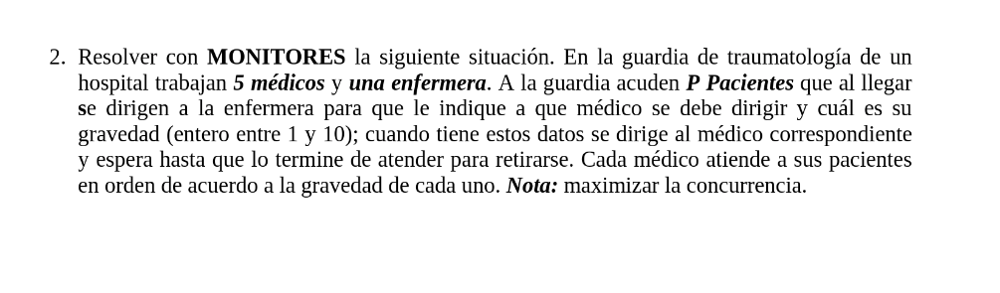 2. Resolver con MONITORES la siguiente situación. En la guardia de traumatología de un
hospital trabajan 5 médicos y una enfermera. A la guardia acuden P Pacientes que al llegar
se dirigen a la enfermera para que le indique a que médico se debe dirigir y cuál es su
gravedad (entero entre 1 y 10); cuando tiene estos datos se dirige al médico correspondiente
y espera hasta que lo termine de atender para retirarse. Cada médico atiende a sus pacientes
en orden de acuerdo a la gravedad de cada uno. Nota: maximizar la concurrencia.